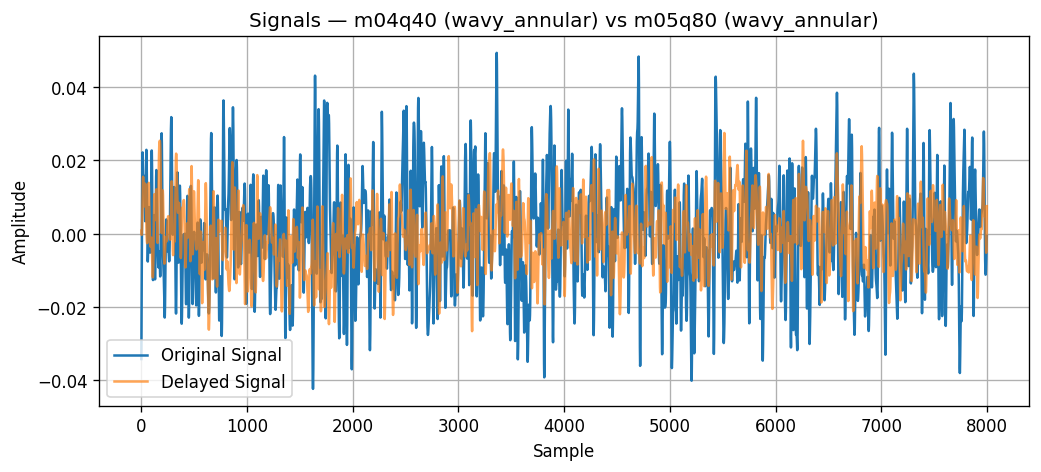 Signals — m04q40 (wavy_annular) vs m05q80 (wavy_annular)
Amplitude
0.04
0.02
0.00
−0.02
−0.04
Original Signal
Delayed Signal
0 1000 2000 3000 4000 5000 6000 7000 8000
Sample